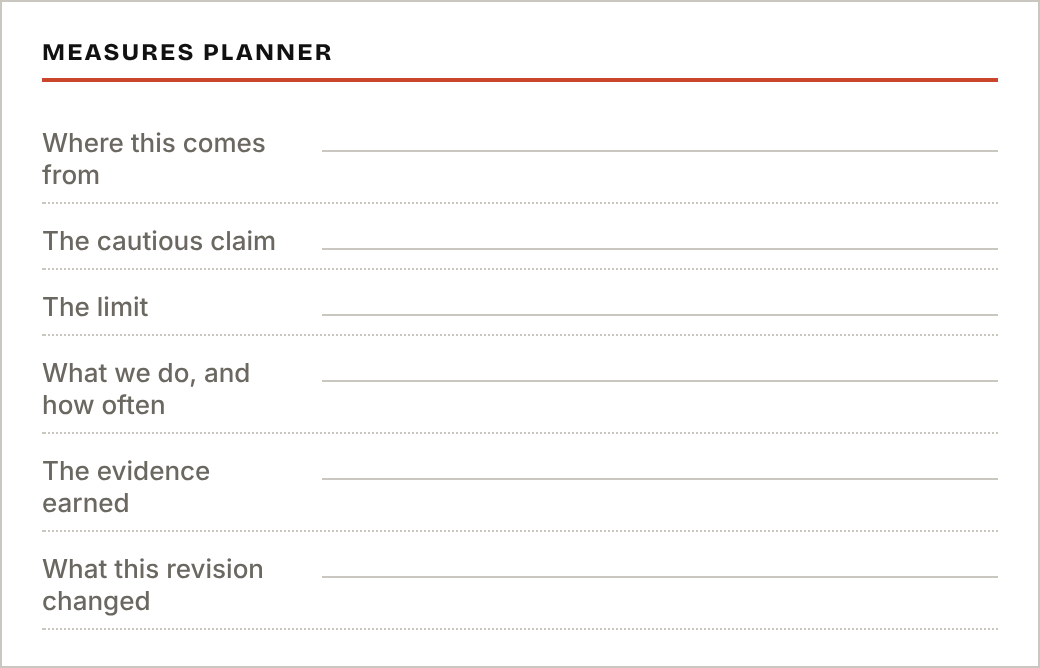 MEASURES PLANNER
Where this comes
from
The cautious claim
The limit
What we do, and
how often
The evidence
earned
What this revision
changed